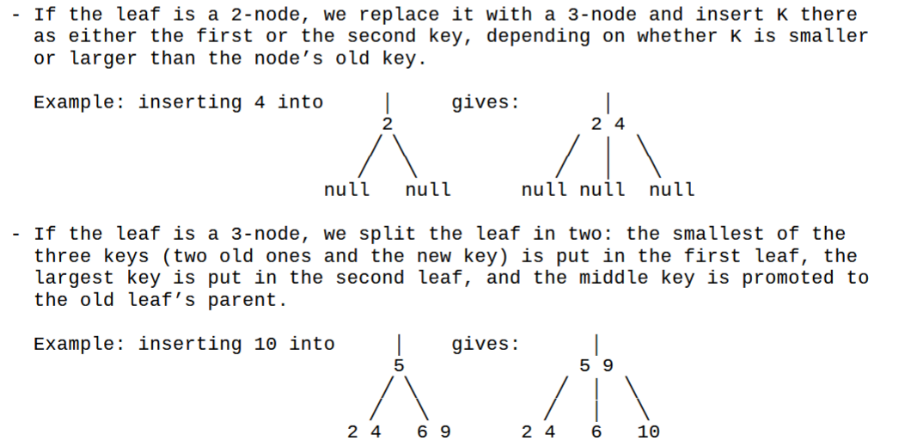 - If the leaf is a 2-node, we replace it with a 3-node and insert K there
as either the first or the second key, depending on whether K is smaller
or larger than the node's old key.
Example: inserting 4 into | gives: |
2 2 4
null null null null null
- If the leaf is a 3-node, we split the leaf in two: the smallest of the
three keys (two old ones and the new key) is put in the first leaf, the
largest key is put in the second leaf, and the middle key is promoted to
the old leaf's parent.
Example: inserting 10 into | gives: |
5 5 9
2 4 6 9 2 4 6 10